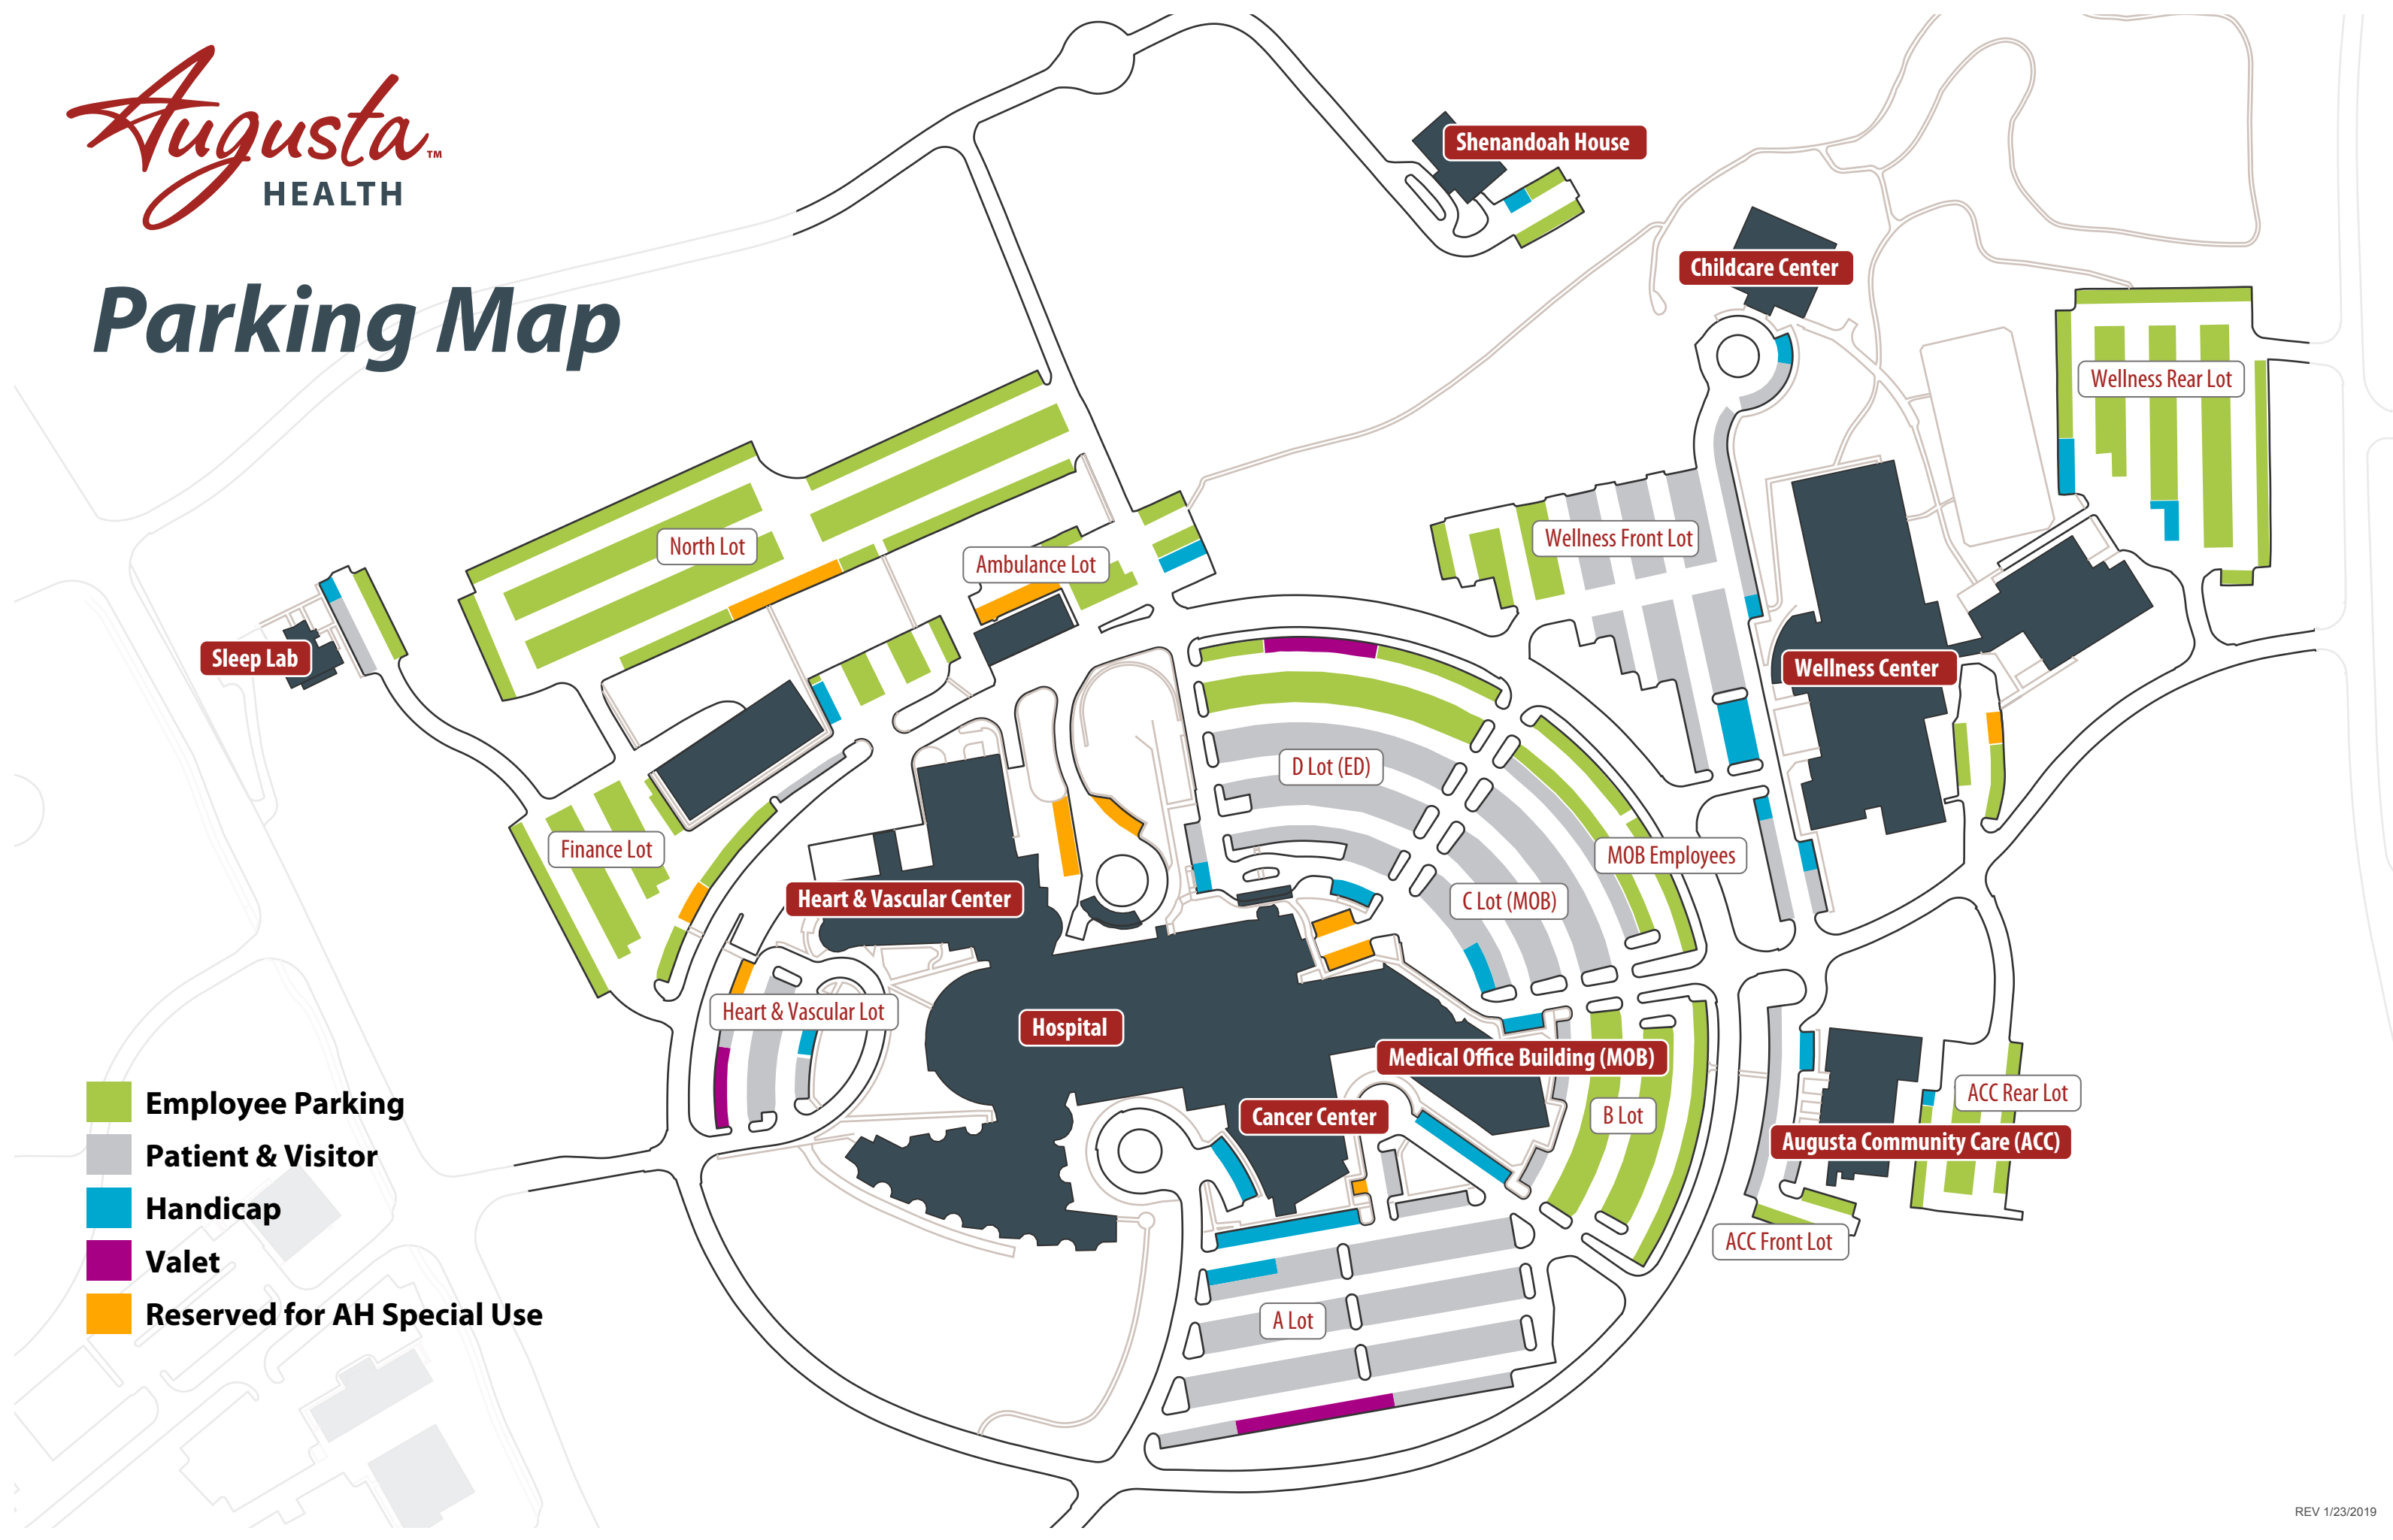 Augusta™
HEALTH
Parking Map
Shenandoah House
Childcare Center
Wellness Rear Lot
North Lot
Ambulance Lot
Wellness Front Lot
Sleep Lab
Wellness Center
D Lot (ED)
Finance Lot
MOB Employees
Heart & Vascular Center
C Lot (MOB)
Heart & Vascular Lot
Hospital
Medical Office Building (MOB)
ACC Rear Lot
Cancer Center
B Lot
Augusta Community Care (ACC)
ACC Front Lot
A Lot
Employee Parking
Patient & Visitor
Handicap
Valet
Reserved for AH Special Use
REV 1/23/2019